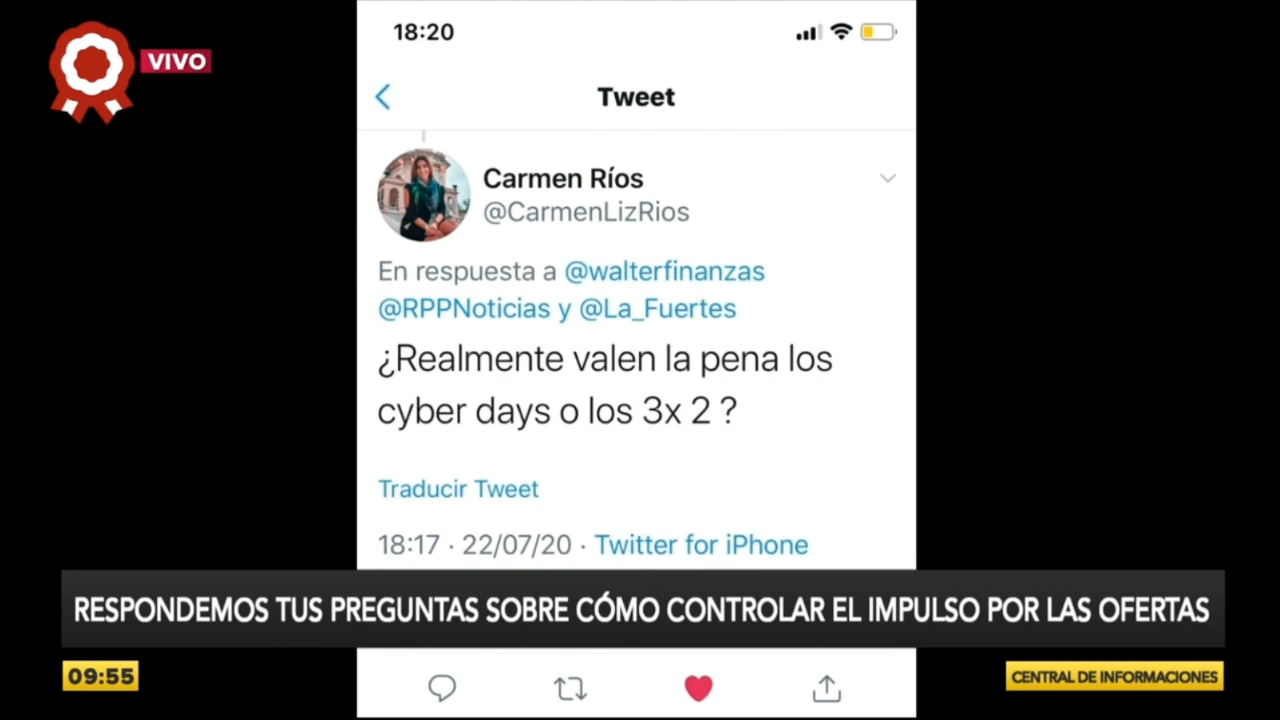 VIVO
18:20
Tweet
Carmen Ríos
@CarmenLizRios
En respuesta a @walterfinanzas
@RPPNoticias y @La_Fuertes
¿Realmente valen la pena los
cyber days o los 3x 2 ?
Traducir Tweet
18:17 · 22/07/20 · Twitter for iPhone
RESPONDEMOS TUS PREGUNTAS SOBRE CÓMO CONTROLAR EL IMPULSO POR LAS OFERTAS
09:55
CENTRAL DE INFORMACIONES